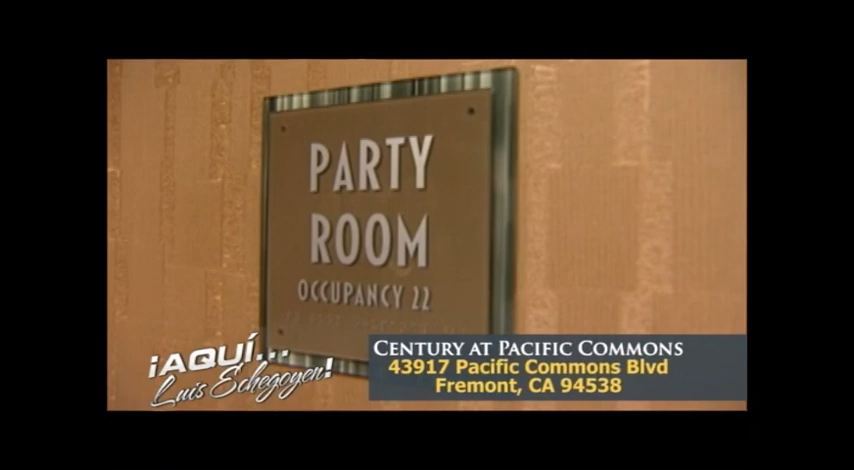 PARTY
ROOM
OCCUPANCY 22
¡AQUÍ...
Luis Echegoyen!
CENTURY AT PACIFIC COMMONS
43917 Pacific Commons Blvd
Fremont, CA 94538